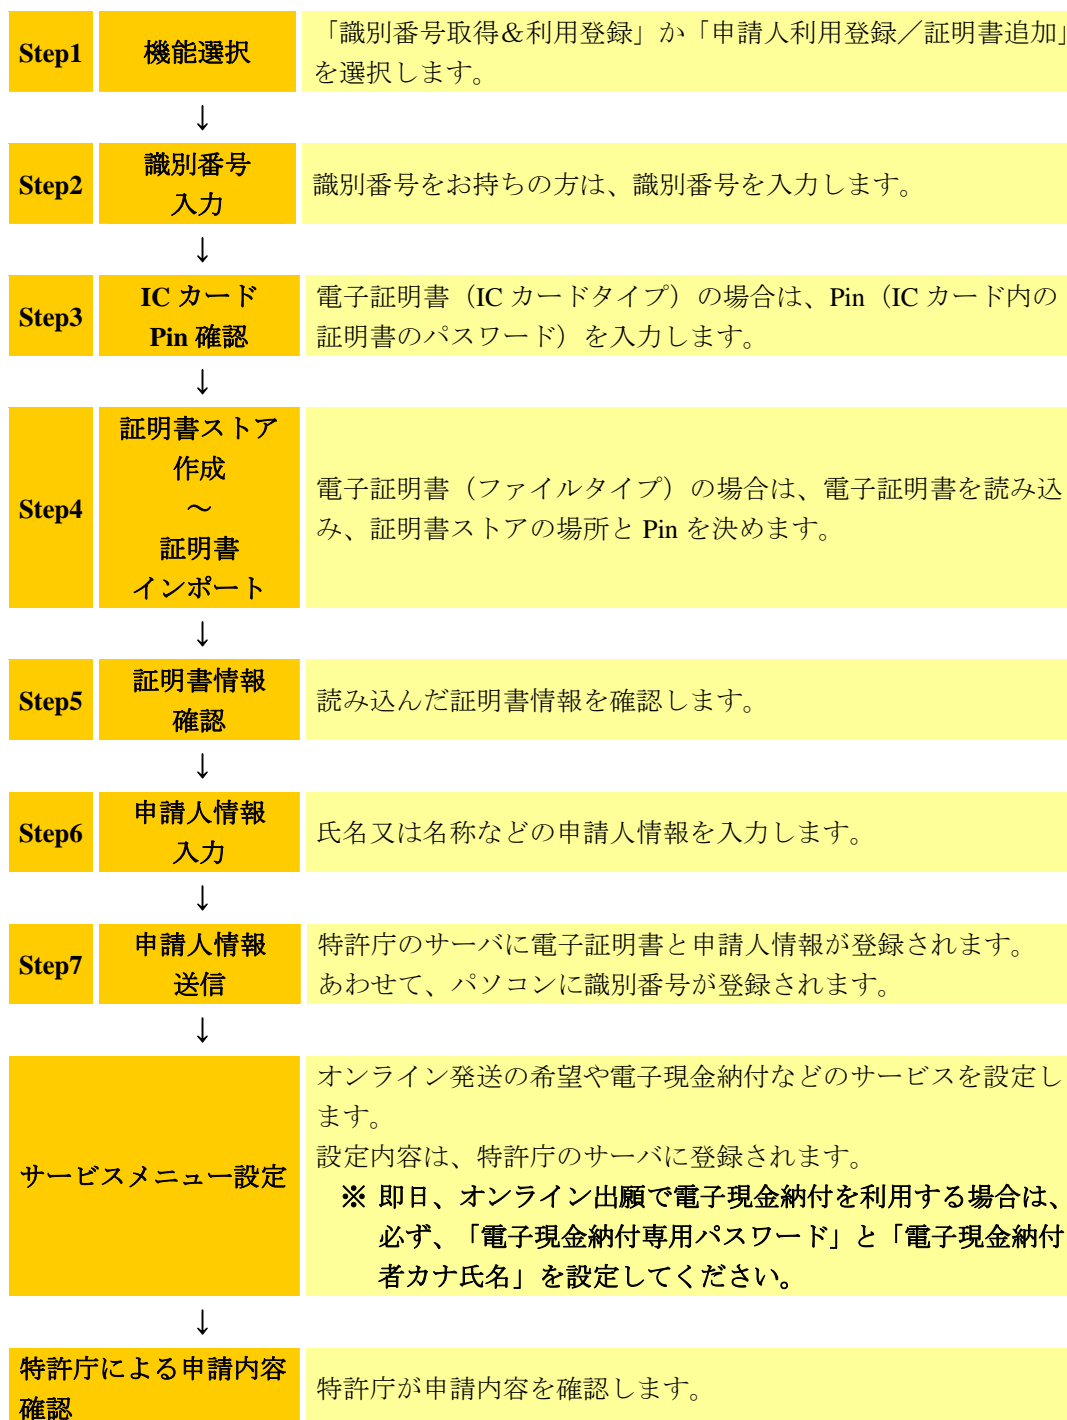 Step1
機能選択
「識別番号取得&利用登録」か「申請人利用登録／証明書追加」
を選択します。
↓
Step2
識別番号
入力
識別番号をお持ちの方は、識別番号を入力します。
↓
Step3
IC カード
Pin 確認
電子証明書（IC カードタイプ）の場合は、Pin（IC カード内の
証明書のパスワード）を入力します。
↓
Step4
証明書ストア
作成
～
証明書
インポート
電子証明書（ファイルタイプ）の場合は、電子証明書を読み込
み、証明書ストアの場所と Pin を決めます。
↓
Step5
証明書情報
確認
読み込んだ証明書情報を確認します。
↓
Step6
申請人情報
入力
氏名又は名称などの申請人情報を入力します。
↓
Step7
申請人情報
送信
特許庁のサーバに電子証明書と申請人情報が登録されます。
あわせて、パソコンに識別番号が登録されます。
↓
サービスメニュー設定
オンライン発送の希望や電子現金納付などのサービスを設定し
ます。
設定内容は、特許庁のサーバに登録されます。
※ 即日、オンライン出願で電子現金納付を利用する場合は、
必ず、「電子現金納付専用パスワード」と「電子現金納付
者カナ氏名」を設定してください。
↓
特許庁による申請内容
確認
特許庁が申請内容を確認します。